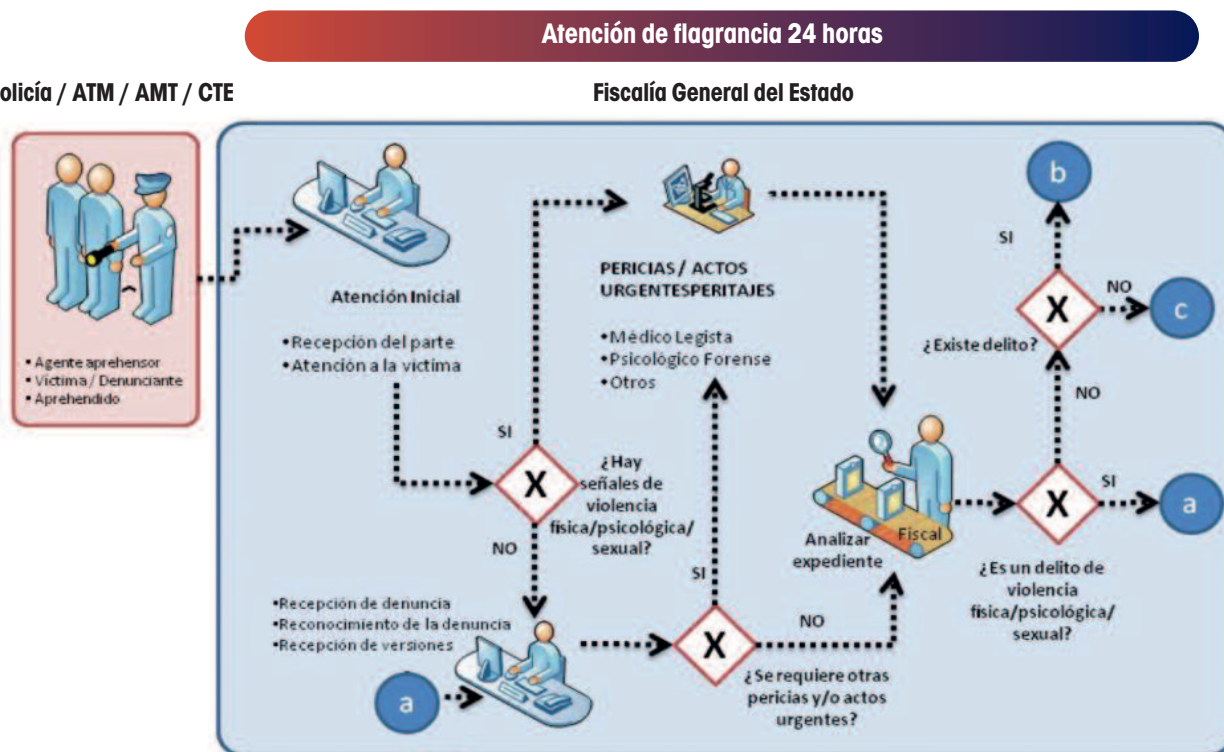 Atención de flagrancia 24 horas
olicía / ATM / AMT / CTE
Fiscalía General del Estado
• Agente aprehensor
• Víctima / Denunciante
• Aprehendido
Atención Inicial
•Recepción del parte
•Atención a la víctima
PERICIAS / ACTOS
URGENTESPERITAJES
•Médico Legista
•Psicológico Forense
•Otros
SI
X
¿Hay
señales de
violencia
física/psicológica/
sexual?
NO
•Recepción de denuncia
•Reconocimiento de la denuncia
•Recepción de versiones
a
SI
X
NO
¿Se requiere otras
pericias y/o actos
urgentes?
Analizar
expediente
Fiscal
X
SI
a
¿Es un delito de
violencia
física/psicológica/
sexual?
NO
¿Existe delito?
X
NO
c
SI
b